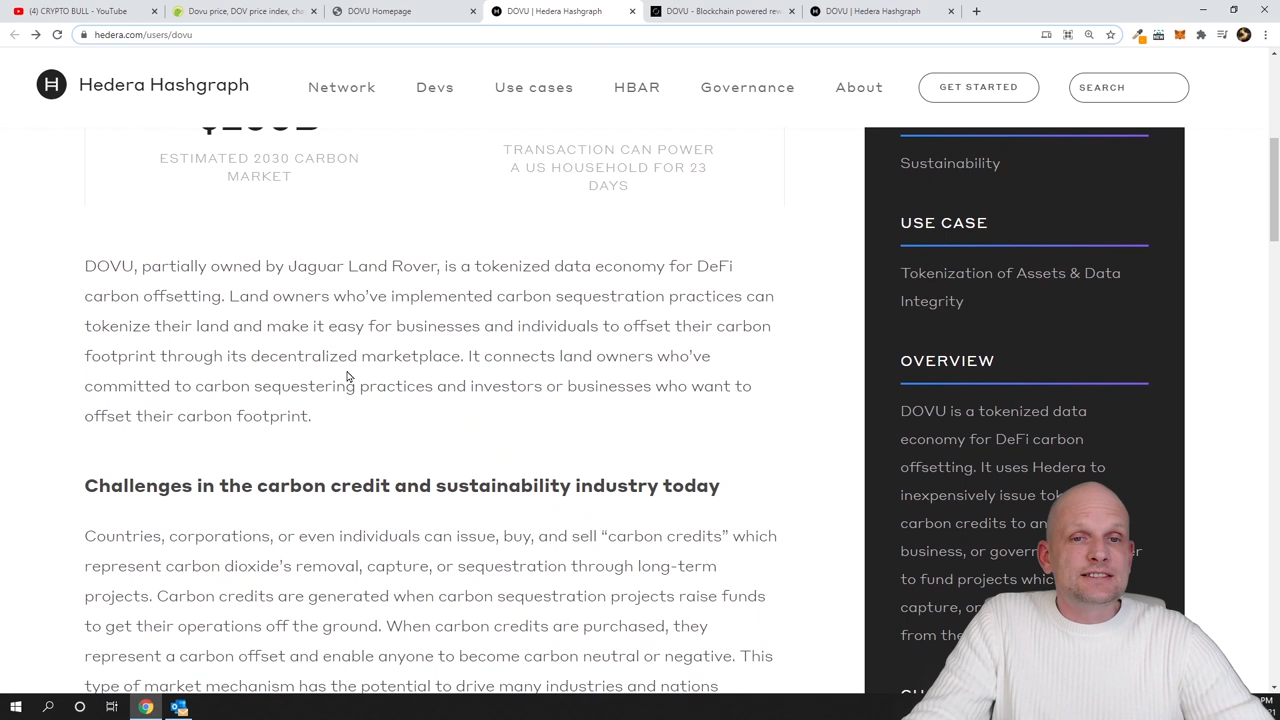 (4) CRYPTO BULL - YouTube
Dovu price, DOV price index, cha
DOVU Homepage
DOVU | Hedera Hashgraph
DOVU - Blockchain powered rew
DOVU | Hedera Hashgraph
hedera.com/users/dovu
H Hedera Hashgraph
Network Devs Use cases HBAR Governance About GET STARTED SEARCH
ESTIMATED 2030 CARBON
MARKET
TRANSACTION CAN POWER
A US HOUSEHOLD FOR 23
DAYS
DOVU, partially owned by Jaguar Land Rover, is a tokenized data economy for DeFi
carbon offsetting. Land owners who've implemented carbon sequestration practices can
tokenize their land and make it easy for businesses and individuals to offset their carbon
footprint through its decentralized marketplace. It connects land owners who've
committed to carbon sequestering practices and investors or businesses who want to
offset their carbon footprint.
Challenges in the carbon credit and sustainability industry today
Countries, corporations, or even individuals can issue, buy, and sell “carbon credits” which
represent carbon dioxide's removal, capture, or sequestration through long-term
projects. Carbon credits are generated when carbon sequestration projects raise funds
to get their operations off the ground. When carbon credits are purchased, they
represent a carbon offset and enable anyone to become carbon neutral or negative. This
type of market mechanism has the potential to drive many industries and nations
Sustainability
USE CASE
Tokenization of Assets & Data
Integrity
OVERVIEW
DOVU is a tokenized data
economy for DeFi carbon
offsetting. It uses Hedera to
inexpensively issue
carbon credits to
business, or
to fund projects
capture, or
from